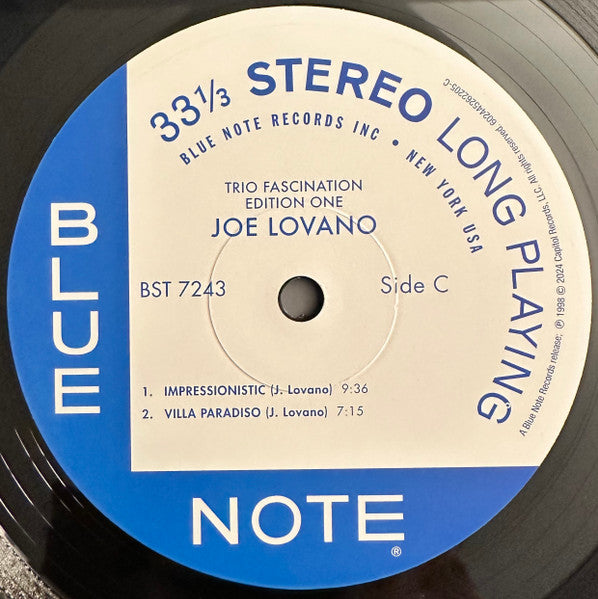 33⅓ STEREO LONG PLAYING
BLUE NOTE RECORDS INC • NEW YORK USA
TRIO FASCINATION
EDITION ONE
JOE LOVANO
BST 7243
Side C
1. IMPRESSIONISTIC (J. Lovano) 9:36
2. VILLA PARADISO (J. Lovano) 7:15
BLUE
NOTE®
A Blue Note Records release; ℗ 1998 © 2024 Capitol Records, LLC. All rights reserved. 602445262205-C